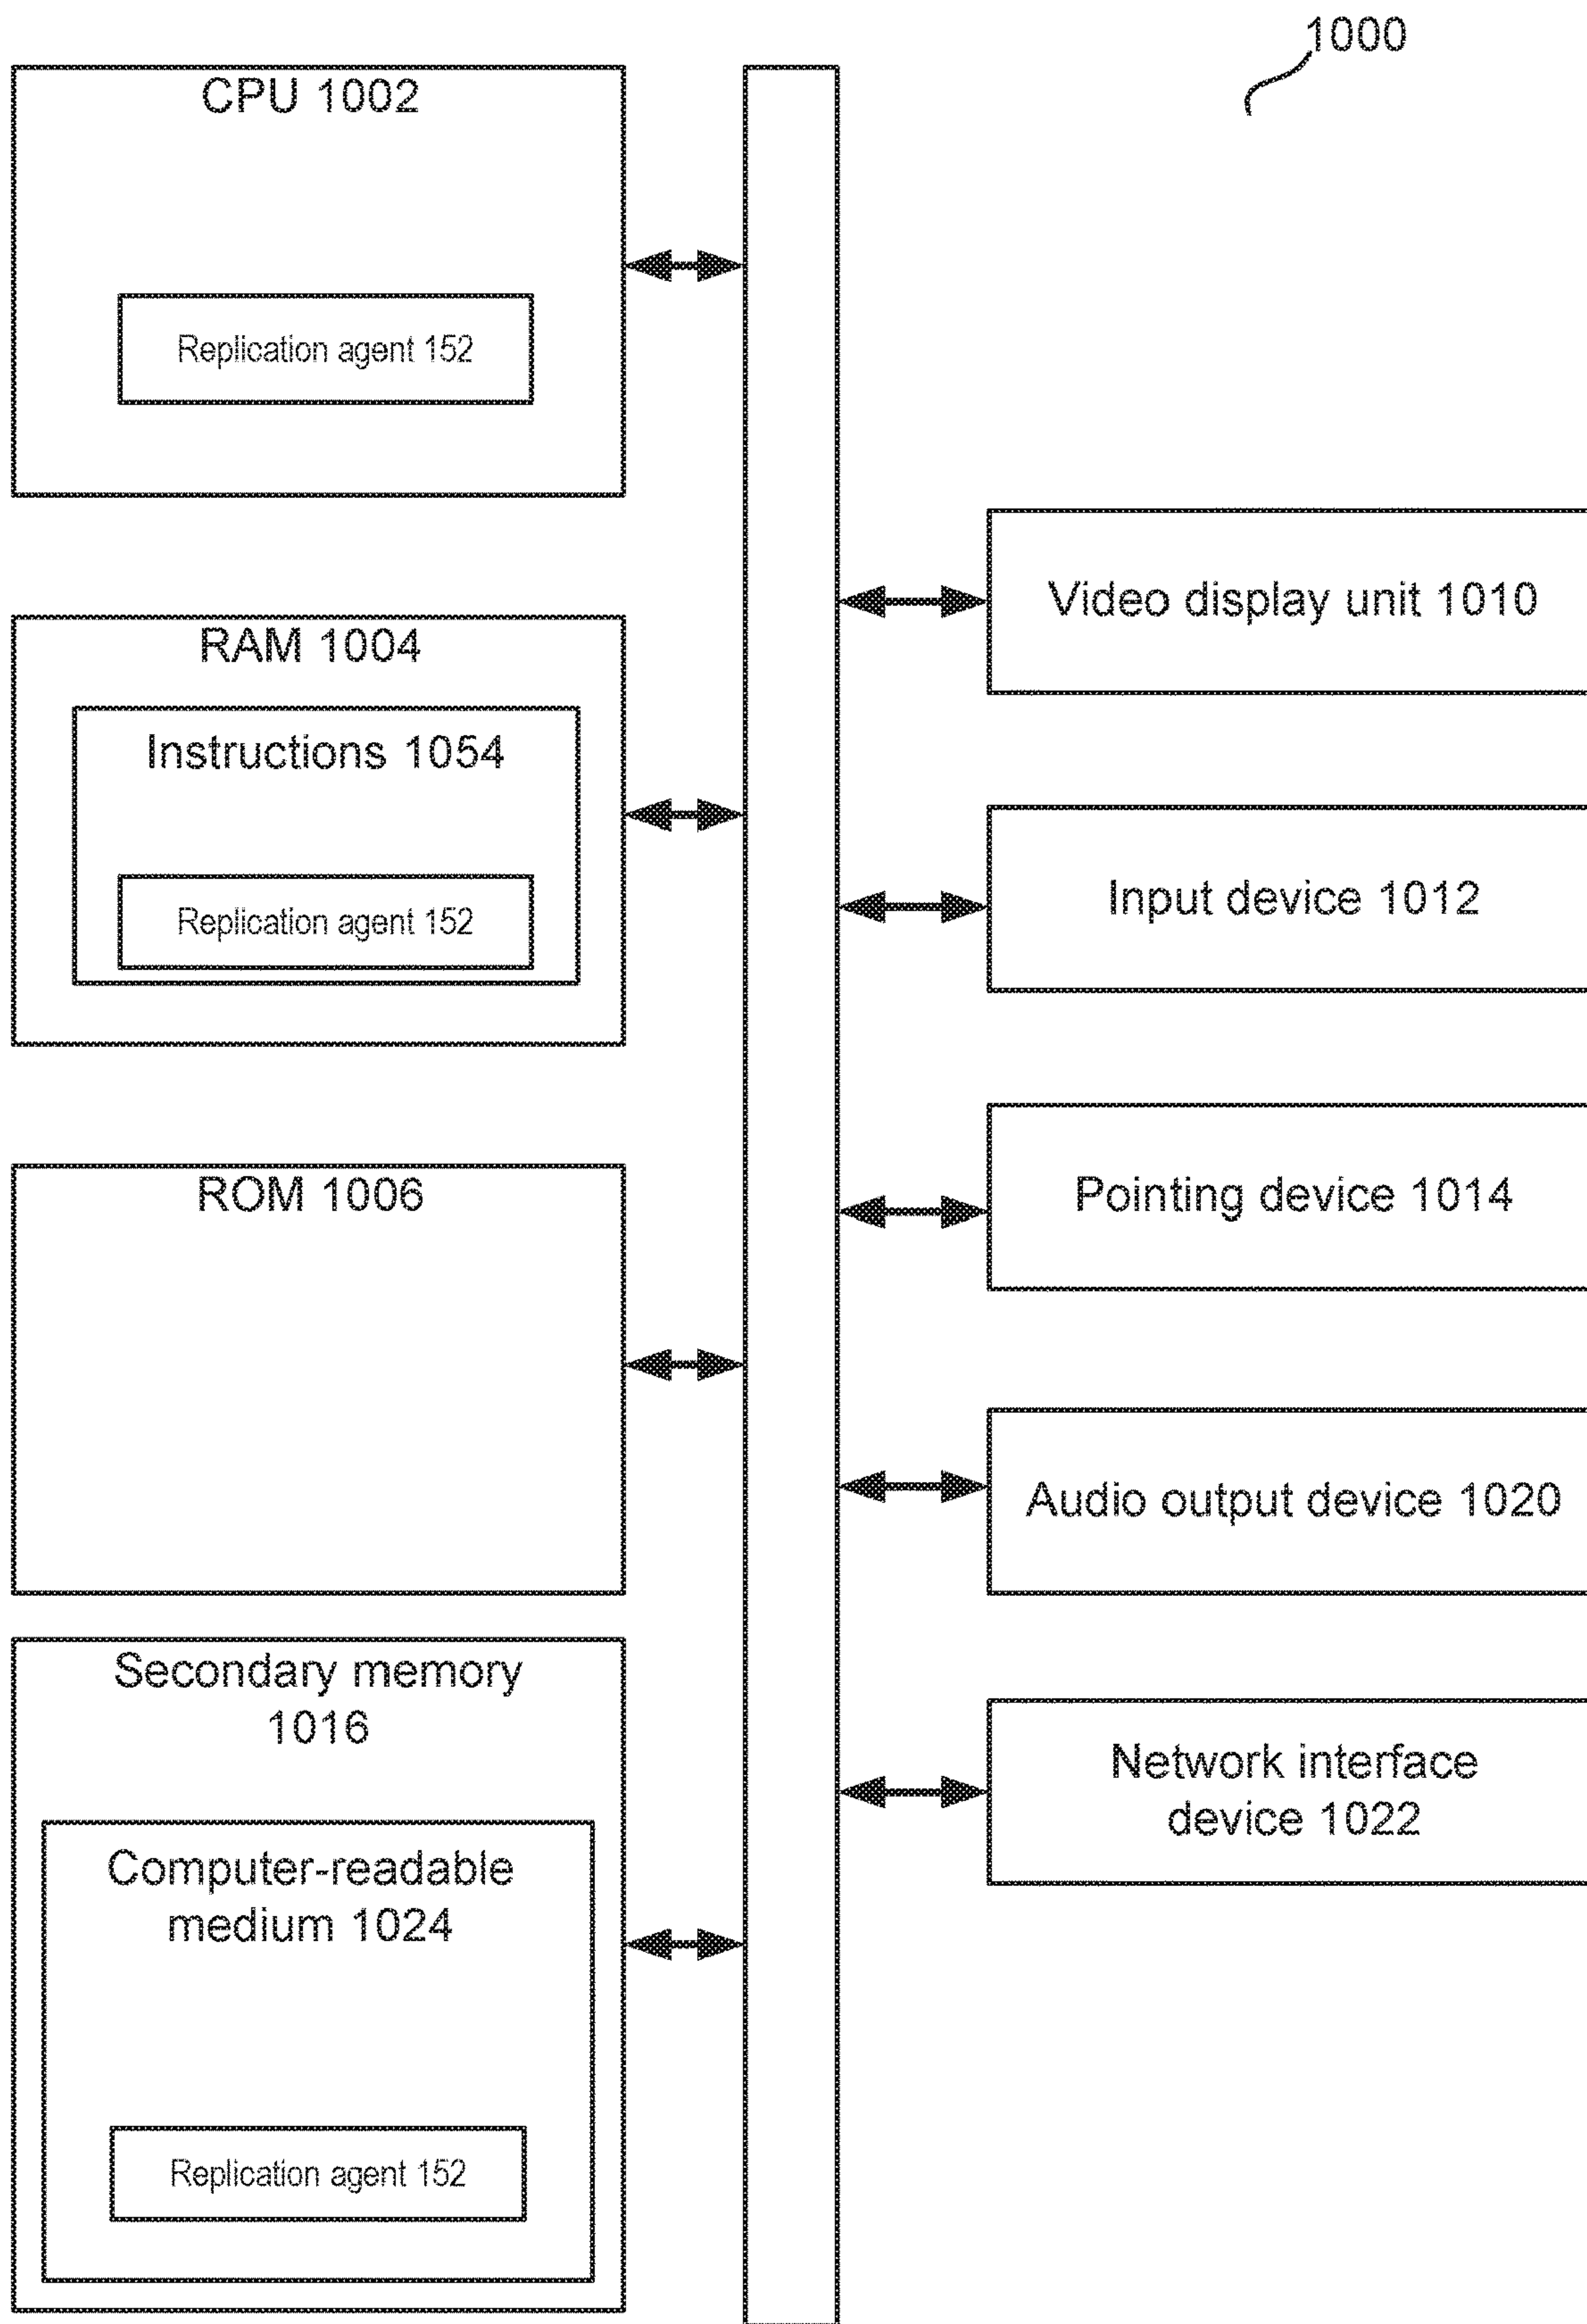 1000
CPU 1002
Replication agent 152
RAM 1004
Instructions 1054
Replication agent 152
ROM 1006
Secondary memory
1016
Computer-readable
medium 1024
Replication agent 152
Video display unit 1010
Input device 1012
Pointing device 1014
Audio output device 1020
Network interface
device 1022